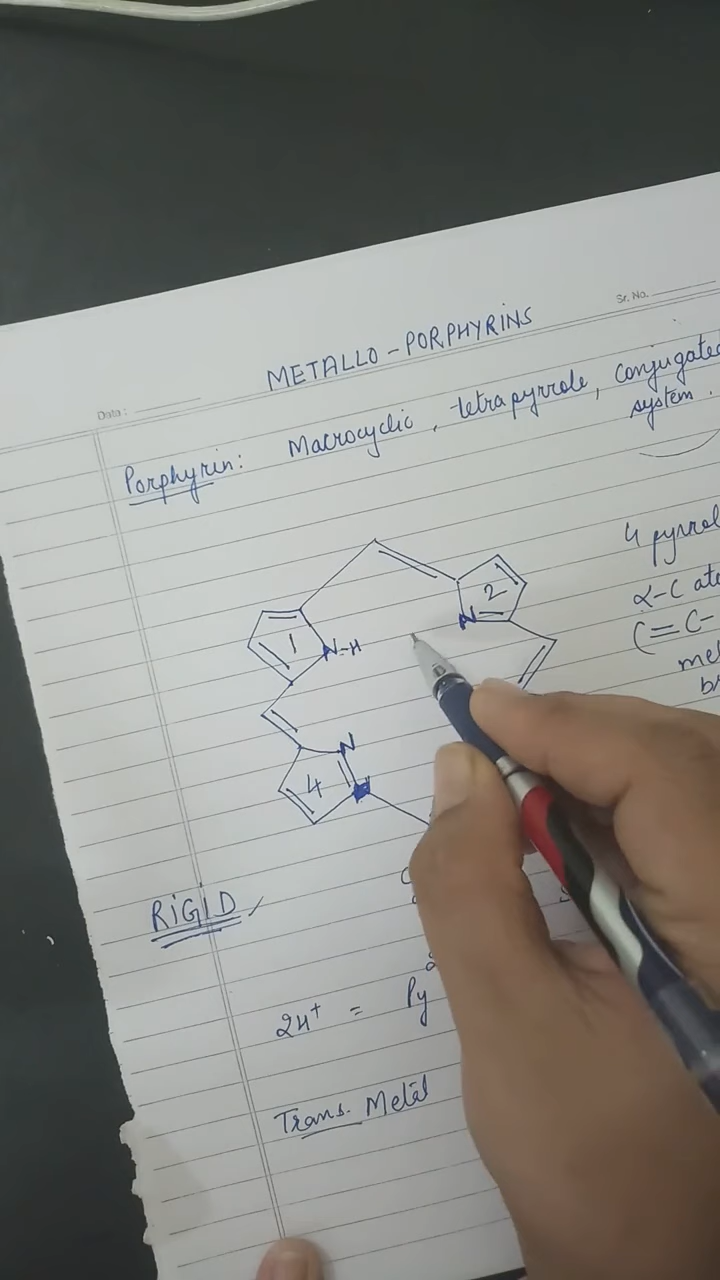 Sr. No.
METALLO - PORPHYRINS
Date :
Porphyrin: Macrocyclic, tetrapyrrole, conjugated
system.
4 pyrrol
α-C at
C=C-
2
1
N
N-H
N
4
RIGID
2H⁺ = Py
Trans. Metal